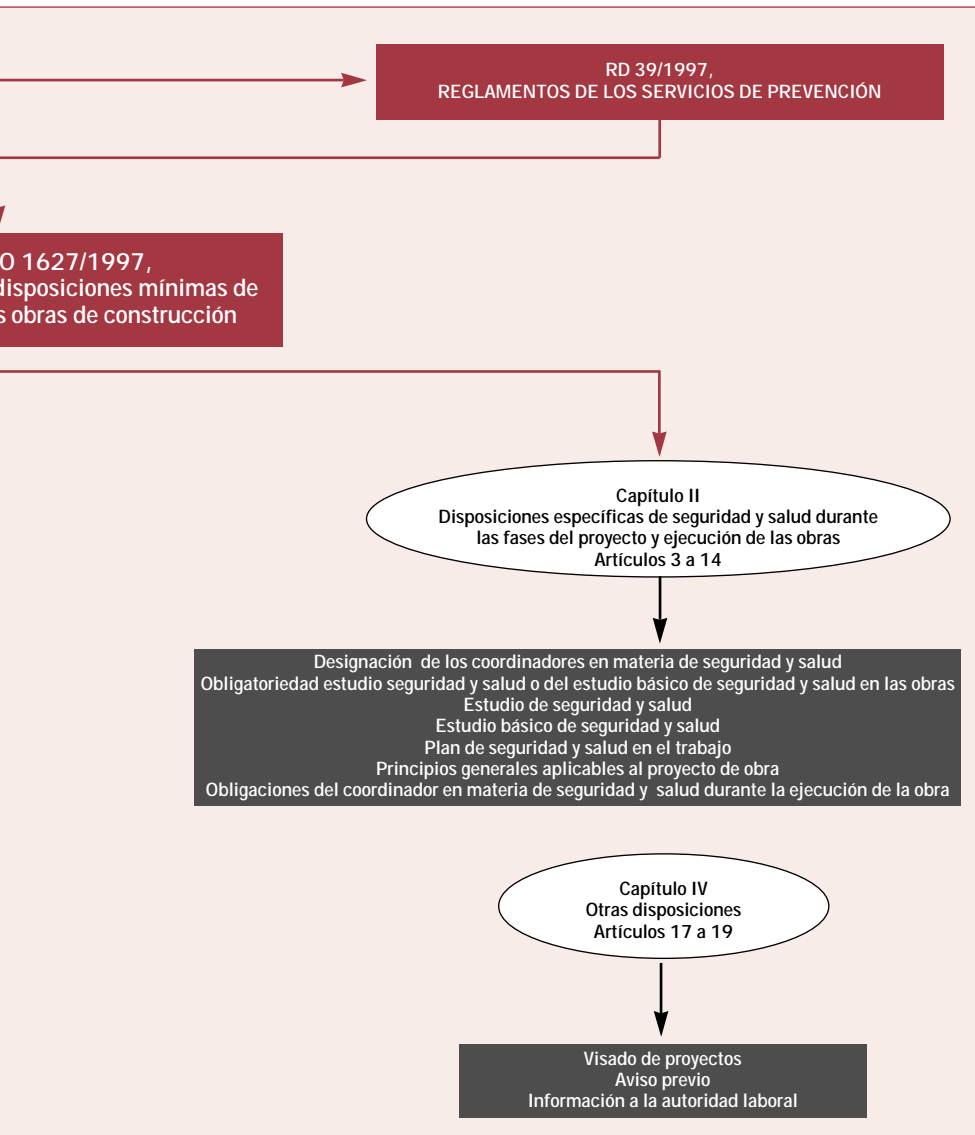 RD 39/1997,
REGLAMENTOS DE LOS SERVICIOS DE PREVENCIÓN
O 1627/1997,
disposiciones mínimas de
s obras de construcción
Capítulo II
Disposiciones específicas de seguridad y salud durante
las fases del proyecto y ejecución de las obras
Artículos 3 a 14
Designación de los coordinadores en materia de seguridad y salud
Obligatoriedad estudio seguridad y salud o del estudio básico de seguridad y salud en las obras
Estudio de seguridad y salud
Estudio básico de seguridad y salud
Plan de seguridad y salud en el trabajo
Principios generales aplicables al proyecto de obra
Obligaciones del coordinador en materia de seguridad y salud durante la ejecución de la obra
Capítulo IV
Otras disposiciones
Artículos 17 a 19
Visado de proyectos
Aviso previo
Información a la autoridad laboral